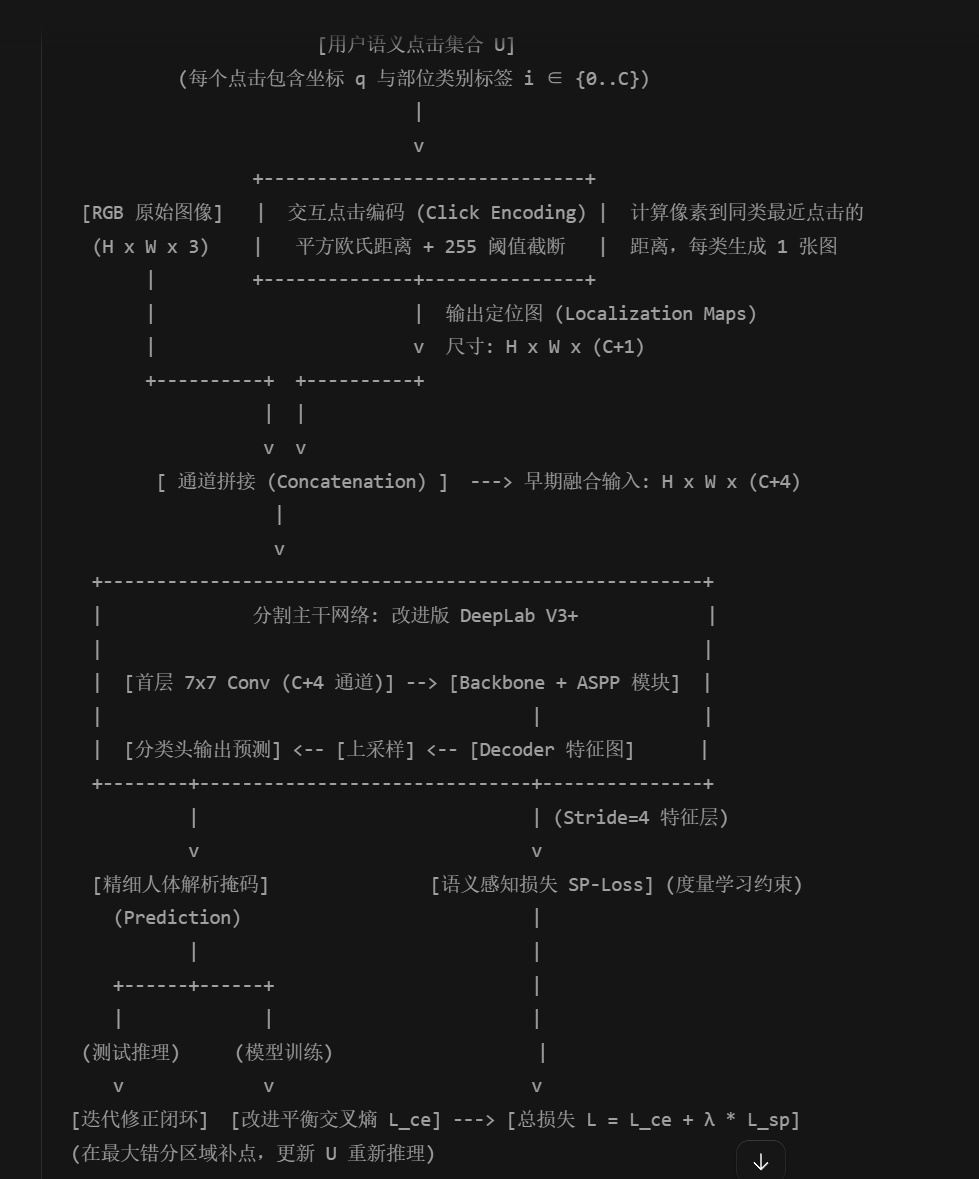 [用户语义点击集合 U]
(每个点击包含坐标 q 与部位类别标签 i ∈ {0..C})
|
v
+------------------------------+
[RGB 原始图像] | 交互点击编码 (Click Encoding) | 计算像素到同类最近点击的
(H x W x 3) | 平方欧氏距离 + 255 阈值截断 | 距离，每类生成 1 张图
| +--------------+---------------+
| | 输出定位图 (Localization Maps)
| v 尺寸: H x W x (C+1)
+----------+ +----------+
| |
v v
[ 通道拼接 (Concatenation) ] ---> 早期融合输入: H x W x (C+4)
|
v
+--------------------------------------------------------+
| 分割主干网络: 改进版 DeepLab V3+ |
| |
| [首层 7x7 Conv (C+4 通道)] --> [Backbone + ASPP 模块] |
| | |
| [分类头输出预测] <-- [上采样] <-- [Decoder 特征图] |
+--------+-------------------------------+---------------+
| | (Stride=4 特征层)
v v
[精细人体解析掩码] [语义感知损失 SP-Loss] (度量学习约束)
(Prediction) |
| |
+------+------+ |
| | |
(测试推理) (模型训练) |
v v v
[迭代修正闭环] [改进平衡交叉熵 L_ce] ---> [总损失 L = L_ce + λ * L_sp]
(在最大错分区域补点，更新 U 重新推理)